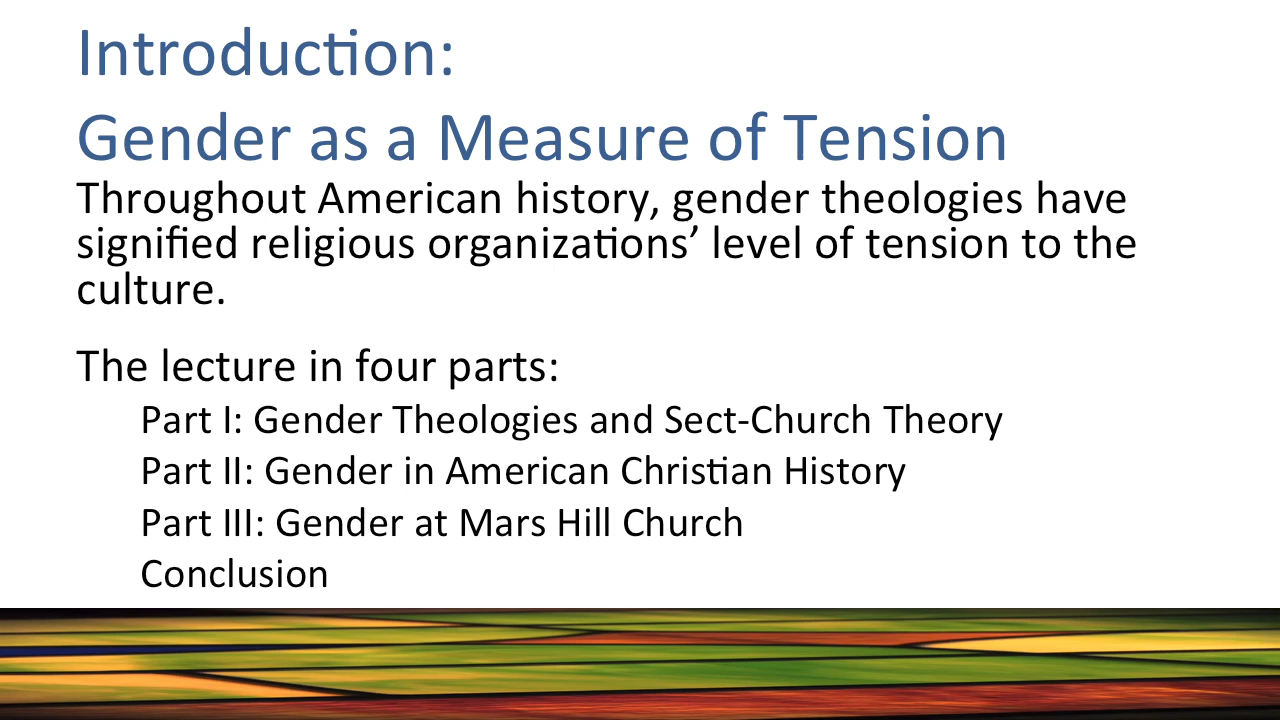 Introduction:
Gender as a Measure of Tension
Throughout American history, gender theologies have
signified religious organizations’ level of tension to the
culture.
The lecture in four parts:
Part I: Gender Theologies and Sect-Church Theory
Part II: Gender in American Christian History
Part III: Gender at Mars Hill Church
Conclusion